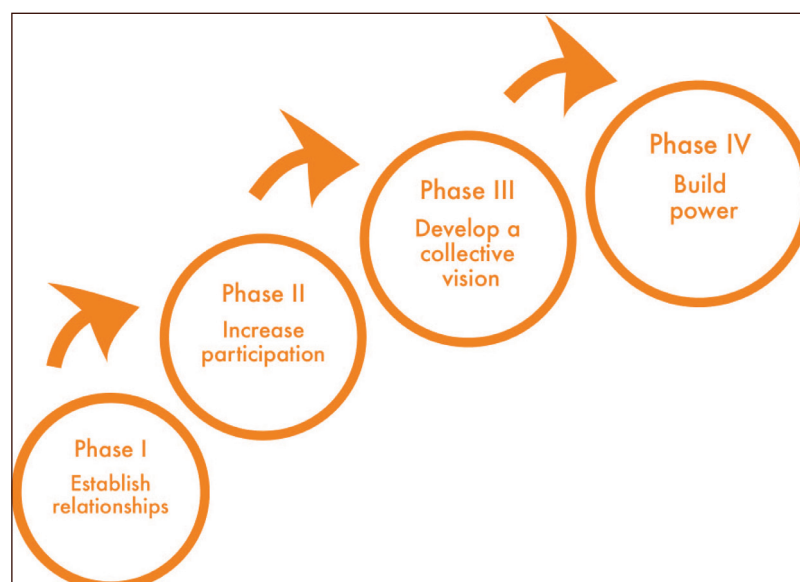 Phase I
Establish
relationships
Phase II
Increase
participation
Phase III
Develop a
collective
vision
Phase IV
Build
power